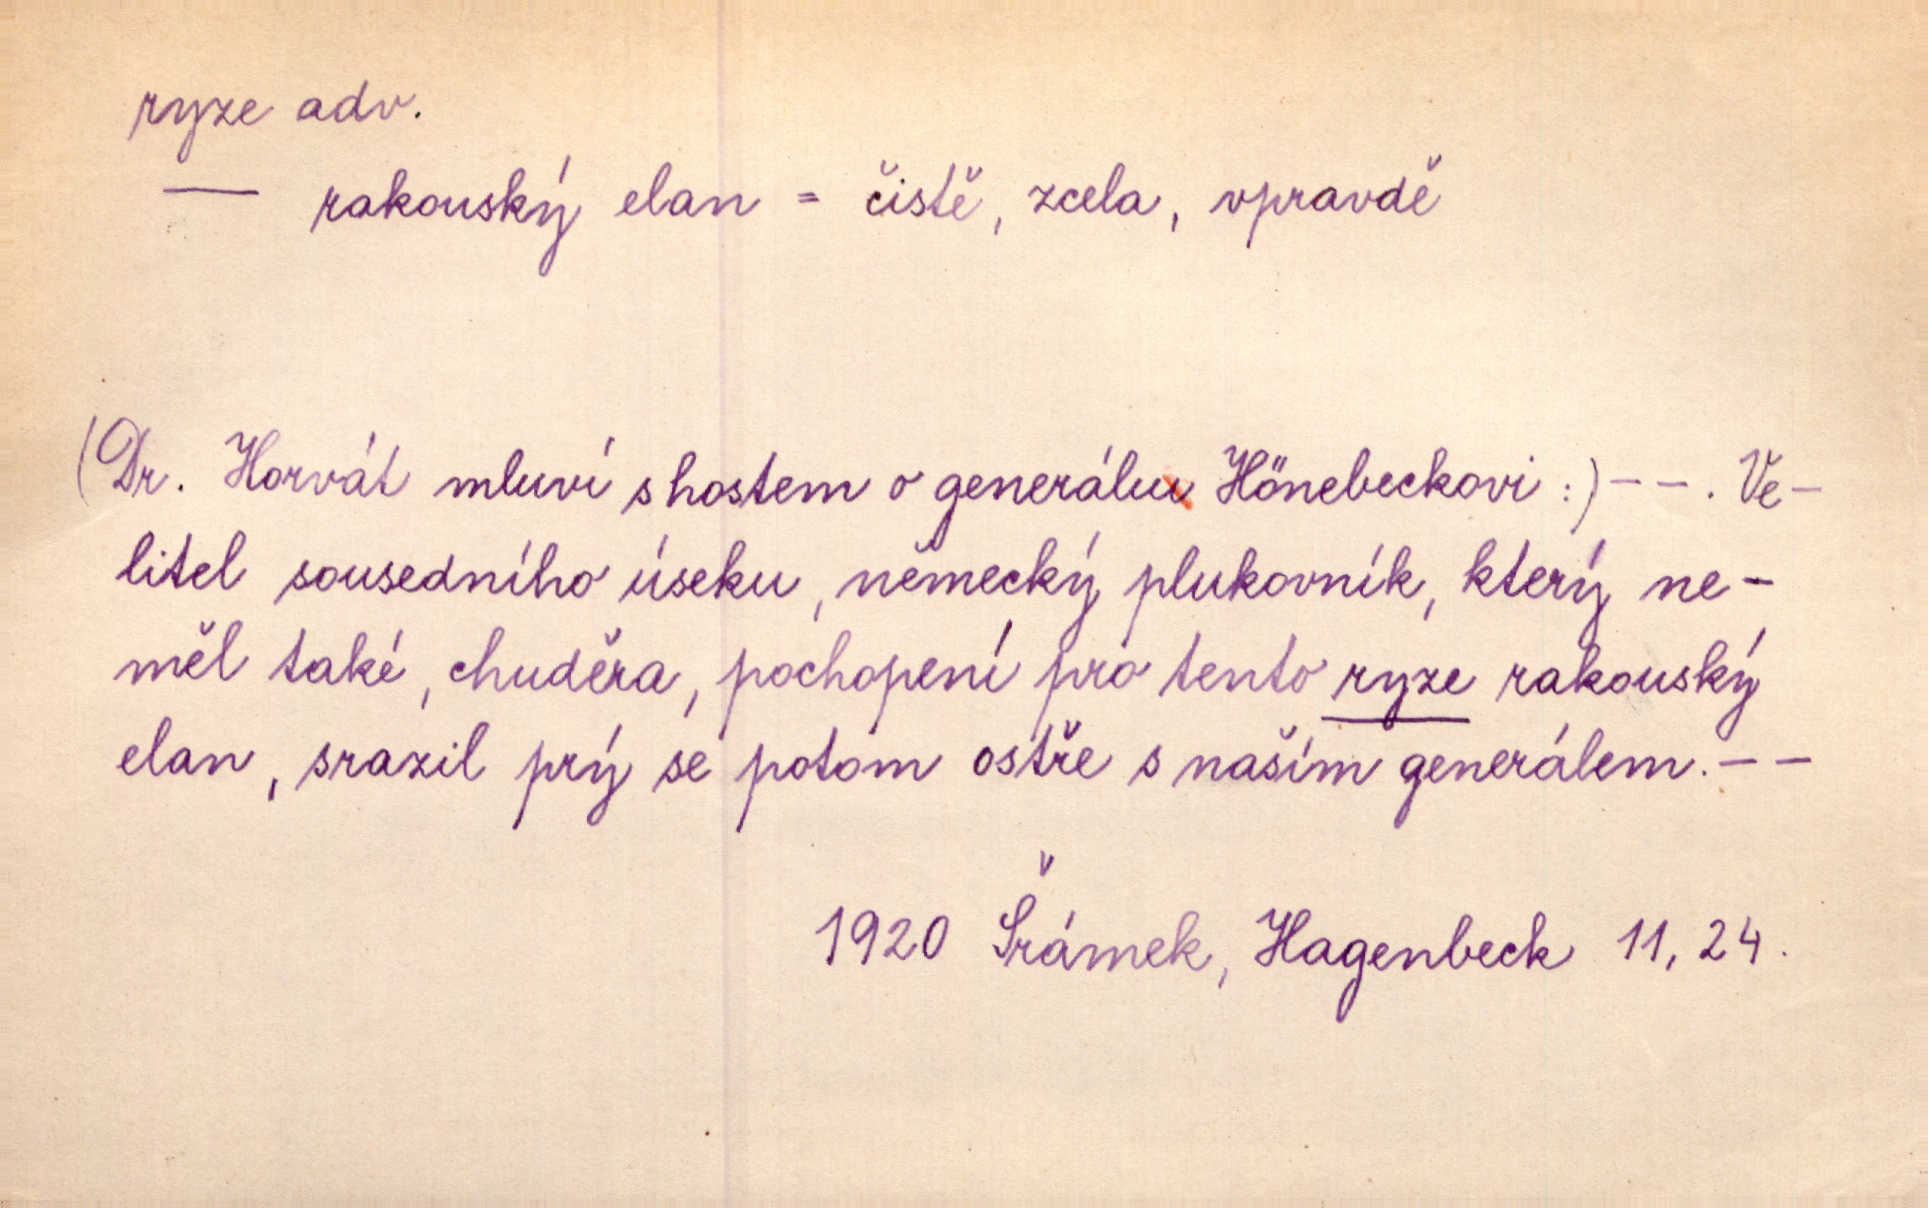 ryze adv.
— rakouský elan = čistě, zcela, vpravdě
(Dr. Horvát mluví s hostem o generálu Hönebeckovi :) — — . Ve-
litel sousedního úseku, německý plukovník, který ne-
měl také, chuděra, pochopení pro tento ryze rakouský
elan, srazil prý se potom ostře s naším generálem. — —
1920 Šrámek, Hagenbeck 11, 24.